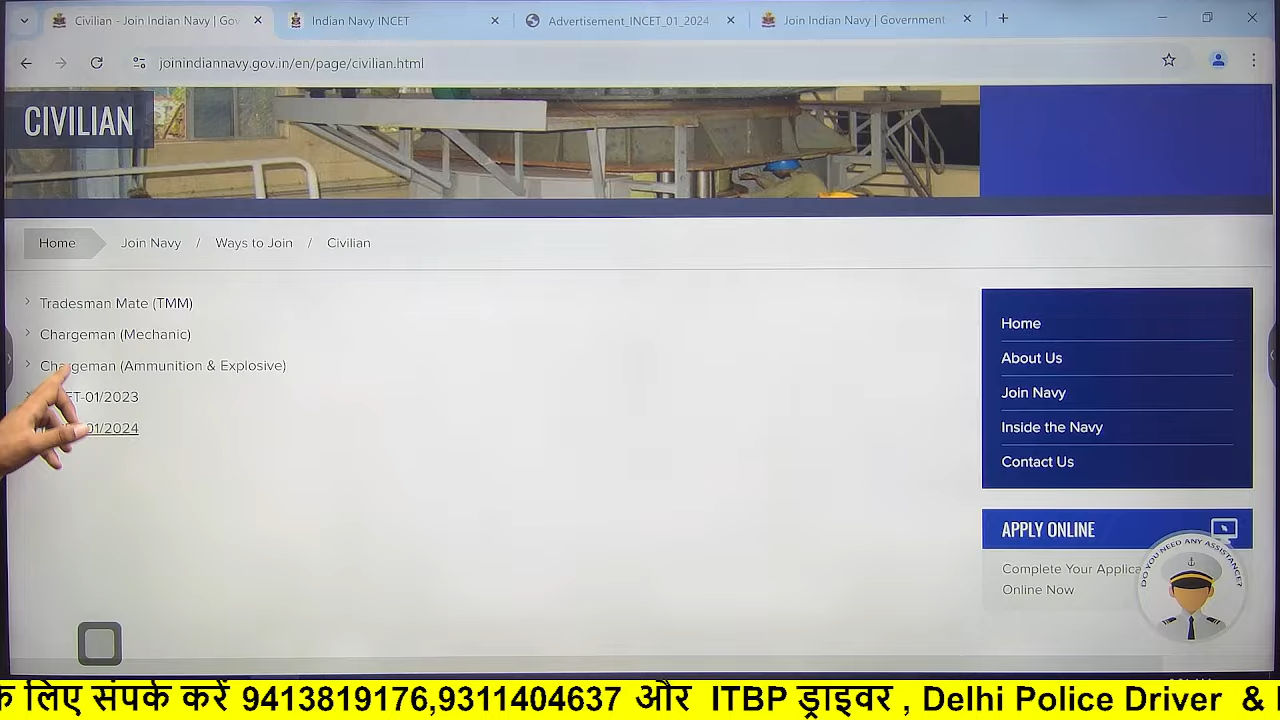 Civilian - Join Indian Navy | Gov
Indian Navy INCET
Advertisement_INCET_01_2024
Join Indian Navy | Government
joinindiannavy.gov.in/en/page/civilian.html
CIVILIAN
Home
Join Navy / Ways to Join / Civilian
Tradesman Mate (TMM)
Chargeman (Mechanic)
Chargeman (Ammunition & Explosive)
ET-01/2023
01/2024
Home
About Us
Join Navy
Inside the Navy
Contact Us
APPLY ONLINE
Complete Your Applica
Online Now
DO YOU NEED ANY ASSISTANCE?
के लिए संपर्क करें 9413819176,9311404637 और ITBP ड्राइवर , Delhi Police Driver &